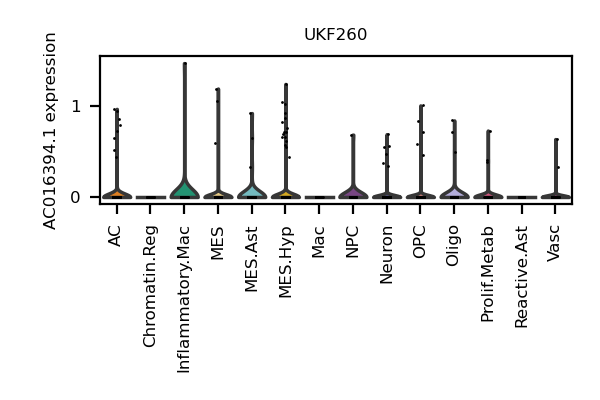 UKF260
AC016394.1 expression
1
0
AC
Chromatin.Reg
Inflammatory.Mac
MES
MES.Ast
MES.Hyp
Mac
NPC
Neuron
OPC
Oligo
Prolif.Metab
Reactive.Ast
Vasc